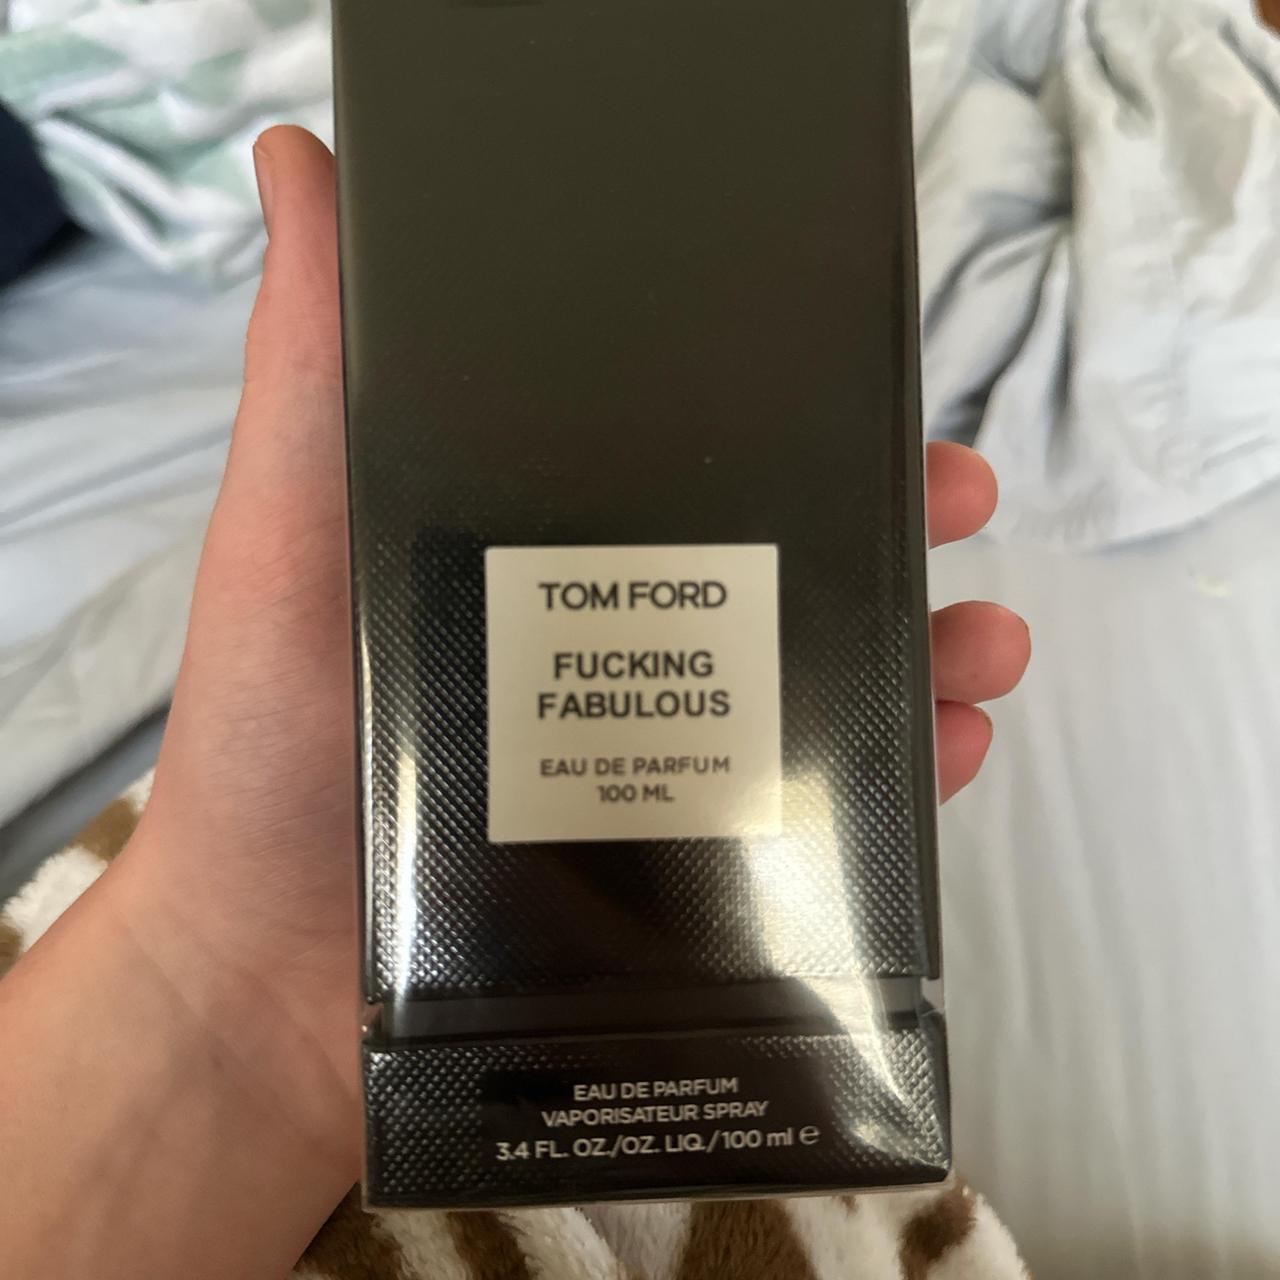 TOM FORD
FUCKING
FABULOUS
EAU DE PARFUM
100 ML
EAU DE PARFUM
VAPORISATEUR SPRAY
3.4 FL. OZ./OZ. LIQ./100 ml ℮